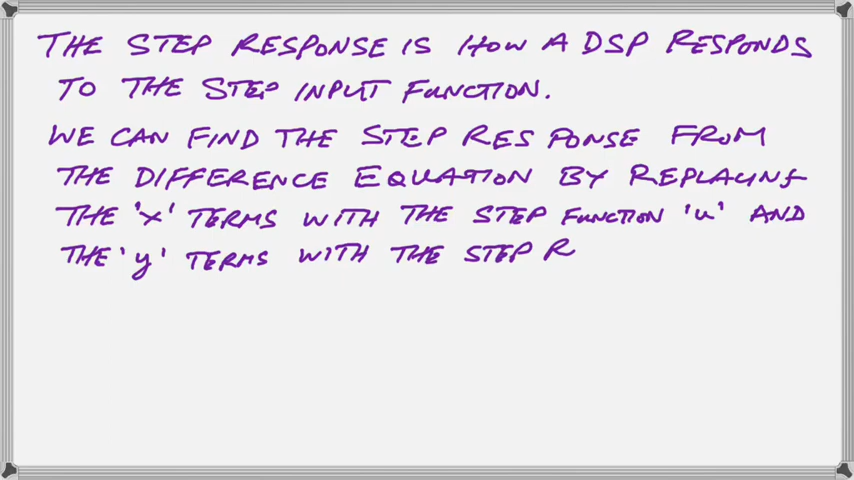 THE STEP RESPONSE IS HOW A DSP RESPONDS
TO THE STEP INPUT FUNCTION.
WE CAN FIND THE STEP RESPONSE FROM
THE DIFFERENCE EQUATION BY REPLACING
THE 'x' TERMS WITH THE STEP FUNCTION 'u' AND
THE 'y' TERMS WITH THE STEP R